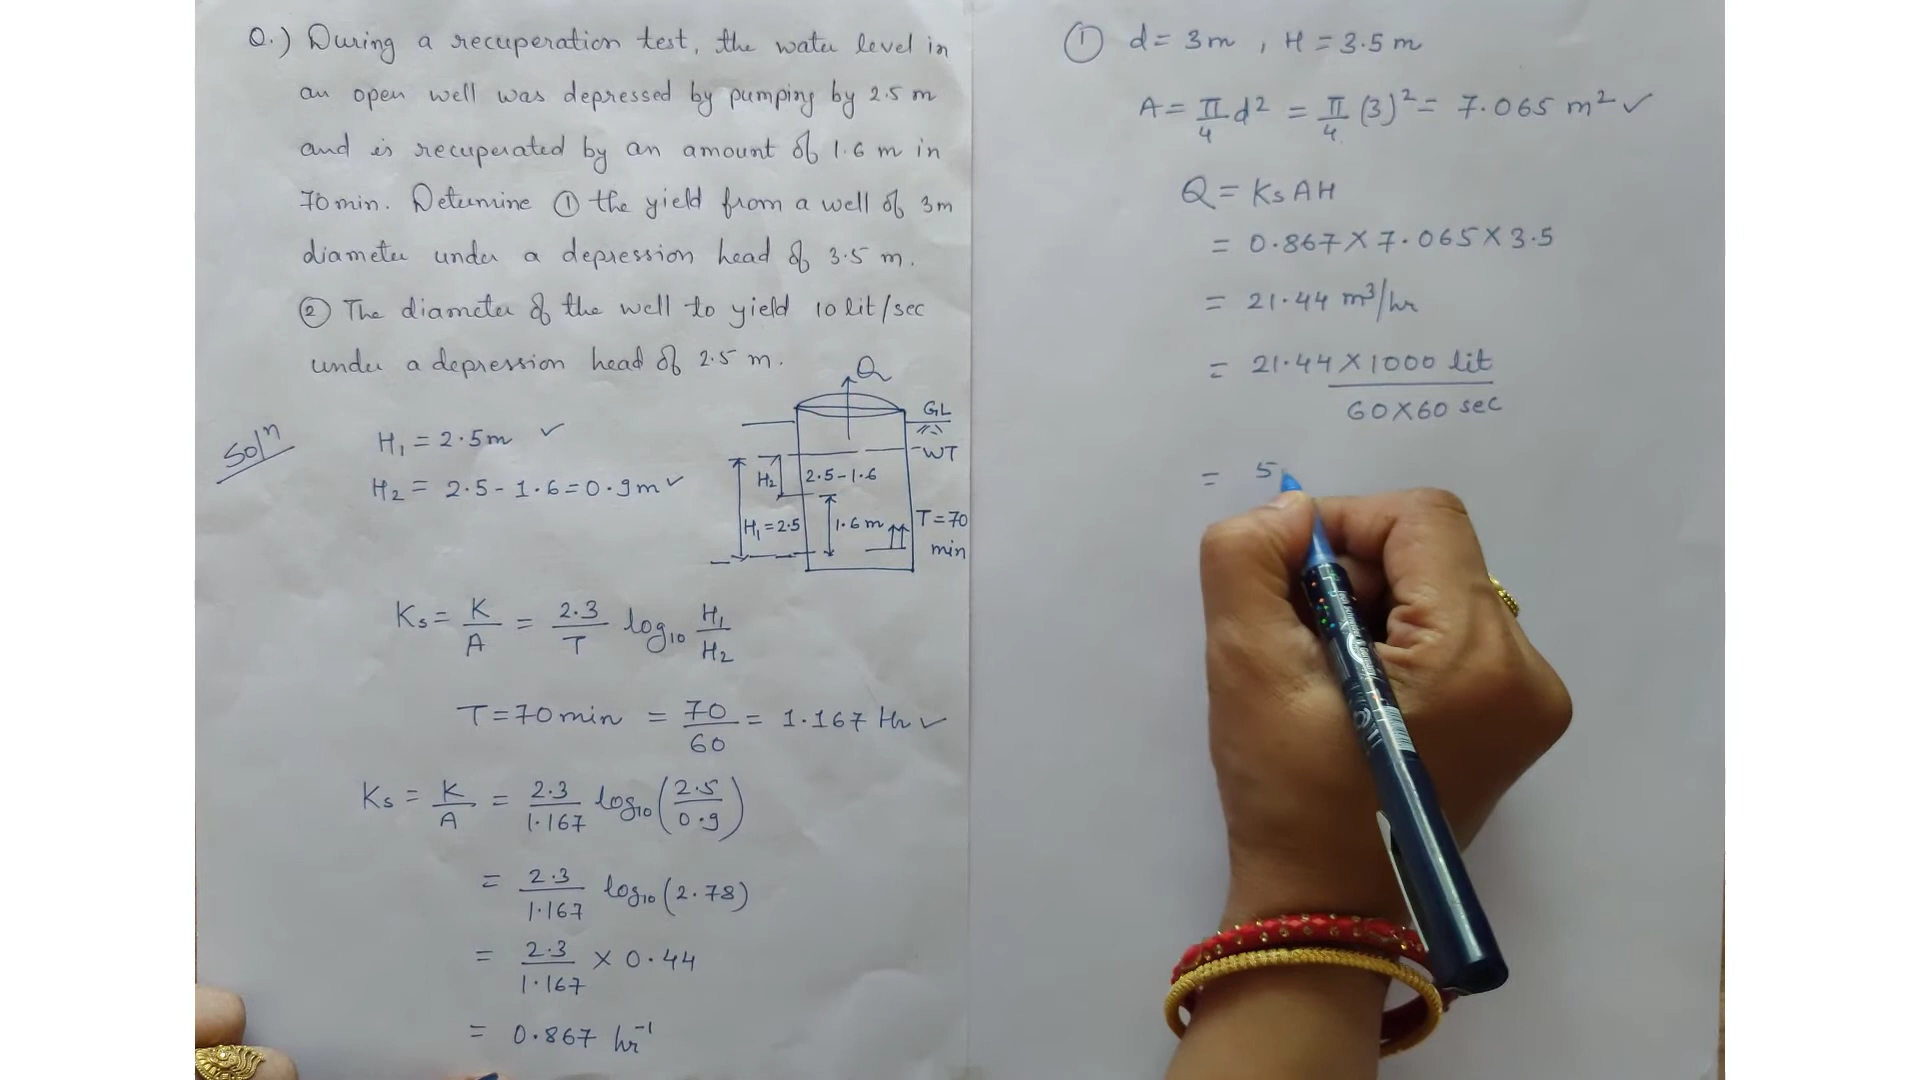 Q.) During a recuperation test, the water level in
an open well was depressed by pumping by 2.5 m
and is recuperated by an amount of 1.6 m in
70min. Determine ① the yield from a well of 3m
diameter under a depression head of 3.5 m.
② The diameter of the well to yield 10 lit/sec
under a depression head of 2.5 m.
Solⁿ
H₁ = 2.5m ✓
H₂ = 2.5 - 1.6 = 0.9m ✓
Q
GL
WT
H₂
2.5-1.6
H₁ = 2.5
1.6 m
T = 70
min
Ks = K/A = 2.3/T log₁₀ H₁/H₂
T = 70min = 70/60 = 1.167 Hr ✓
Ks = K/A = 2.3/1.167 log₁₀ (2.5/0.9)
= 2.3/1.167 log₁₀ (2.78)
= 2.3/1.167 × 0.44
= 0.867 hr⁻¹
① d = 3m , H = 3.5 m
A = π/4 d² = π/4 (3)² = 7.065 m² ✓
Q = Ks AH
= 0.867 × 7.065 × 3.5
= 21.44 m³/hr
= 21.44 × 1000 lit / 60×60 sec
= 5